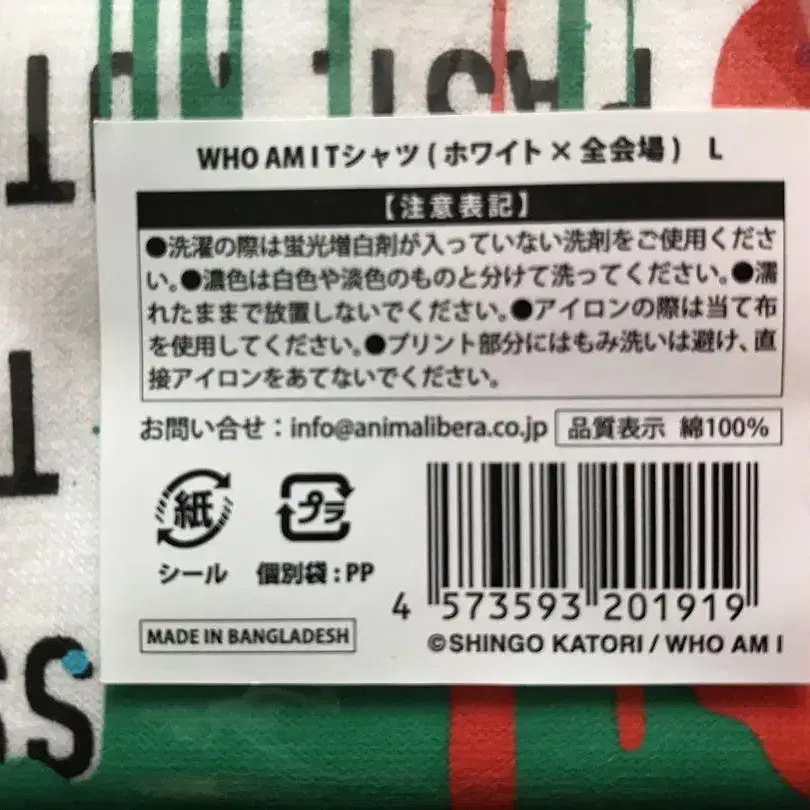 WHO AM I Tシャツ ( ホワイト × 全会場 ) L
【注意表記】
●洗濯の際は蛍光増白剤が入っていない洗剤をご使用くださ
い。●濃色は白色や淡色のものと分けて洗ってください。●濡
れたままで放置しないでください。●アイロンの際は当て布
を使用してください。●プリント部分にはもみ洗いは避け、直
接アイロンをあてないでください。
お問い合せ：info@animalibera.co.jp 品質表示 綿100%
紙 プラ
シール 個別袋 : PP
4 573593 201919
MADE IN BANGLADESH
©SHINGO KATORI / WHO AM I